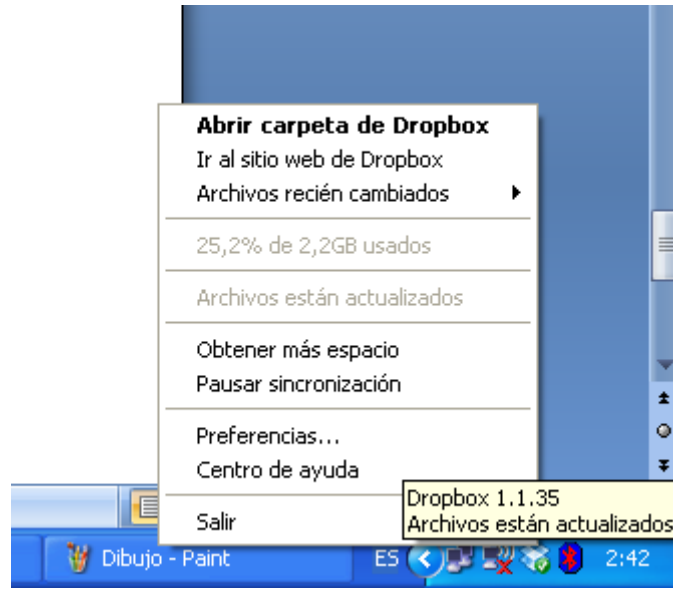 Abrir carpeta de Dropbox
Ir al sitio web de Dropbox
Archivos recién cambiados
25,2% de 2,2GB usados
Archivos están actualizados
Obtener más espacio
Pausar sincronización
Preferencias...
Centro de ayuda
Salir
Dropbox 1.1.35
Archivos están actualizados
Dibujo - Paint
ES
2:42